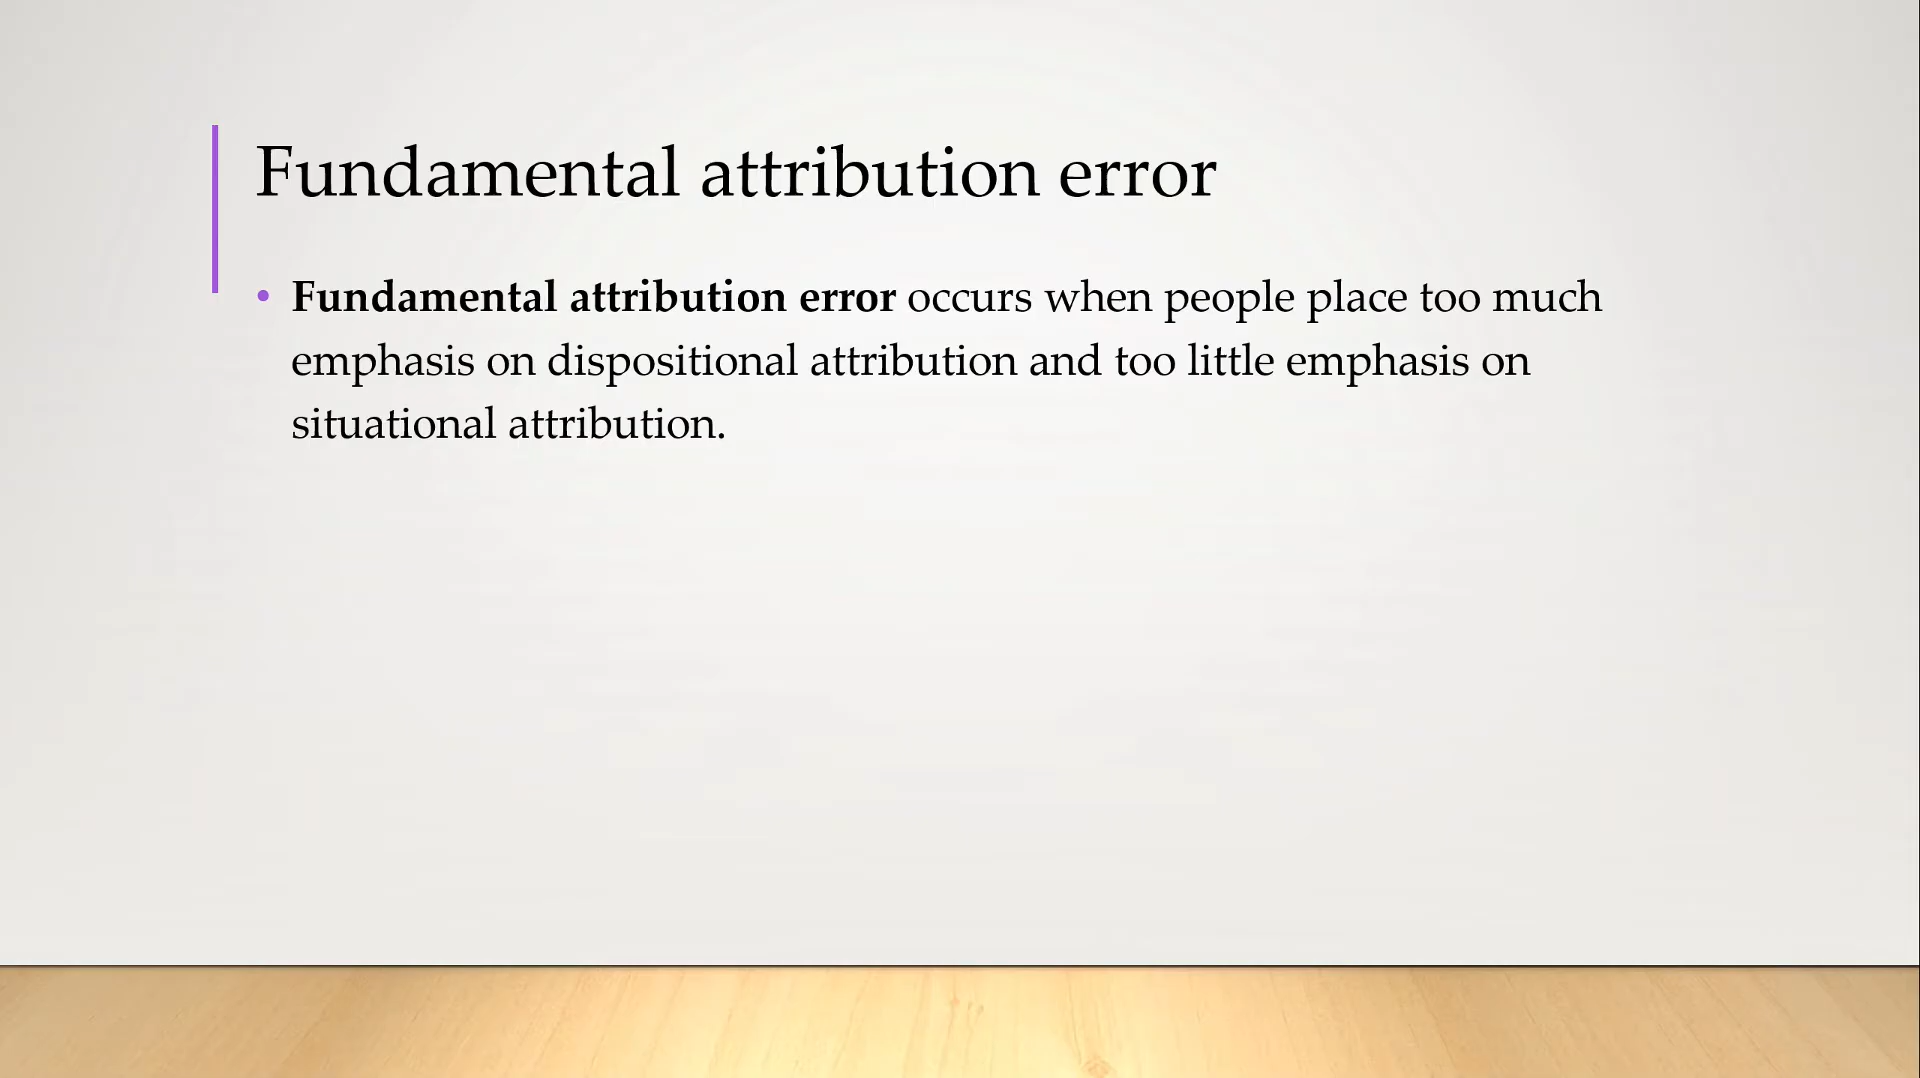 Fundamental attribution error
• Fundamental attribution error occurs when people place too much
emphasis on dispositional attribution and too little emphasis on
situational attribution.